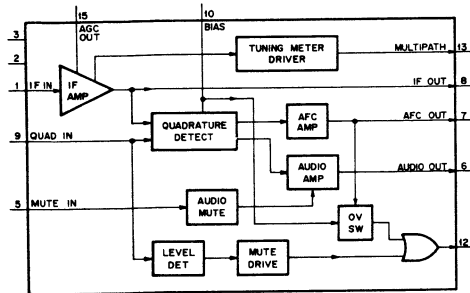 15
AGC
OUT
10
BIAS
3
2
TUNING METER
DRIVER
MULTIPATH
13
1
IF IN
IF
AMP
IF OUT
8
QUADRATURE
DETECT
AFC
AMP
AFC OUT
7
9
QUAD IN
AUDIO
AMP
AUDIO OUT
6
5
MUTE IN
AUDIO
MUTE
OV
SW
12
LEVEL
DET
MUTE
DRIVE